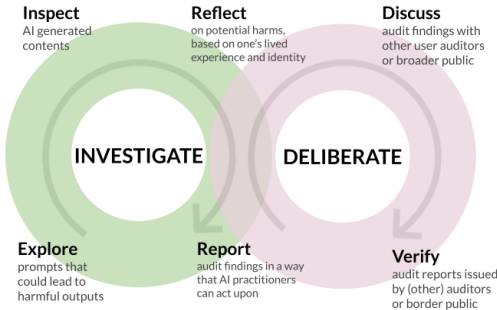 Inspect
AI generated
contents
Reflect
on potential harms,
based on one's lived
experience and identity
Discuss
audit findings with
other user auditors
or broader public
INVESTIGATE
DELIBERATE
Explore
prompts that
could lead to
harmful outputs
Report
audit findings in a way
that AI practitioners
can act upon
Verify
audit reports issued
by (other) auditors
or border public